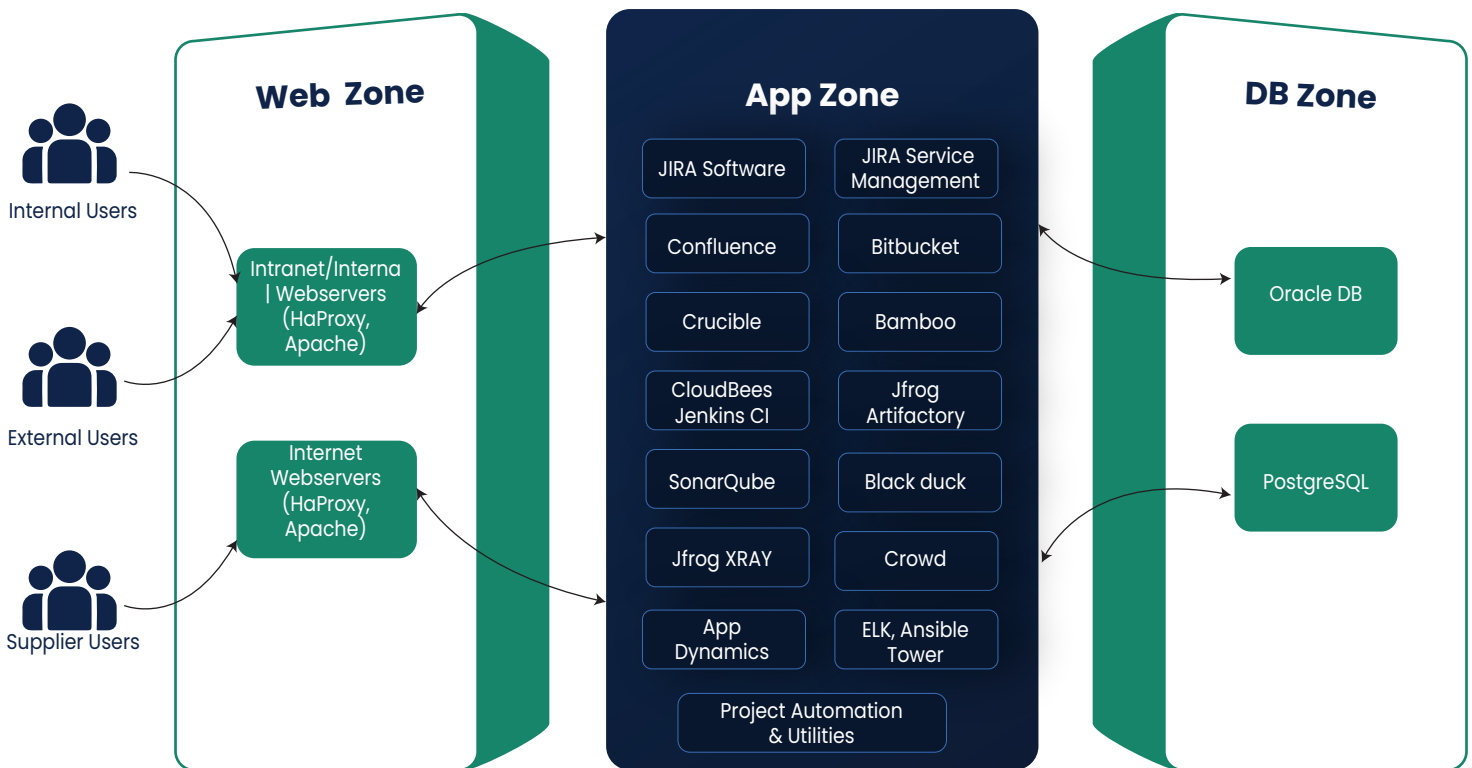 Web Zone
App Zone
DB Zone
Internal Users
External Users
Supplier Users
Intranet/Interna
l Webservers
(HaProxy,
Apache)
Internet
Webservers
(HaProxy,
Apache)
JIRA Software
JIRA Service
Management
Confluence
Bitbucket
Crucible
Bamboo
CloudBees
Jenkins CI
Jfrog
Artifactory
SonarQube
Black duck
Jfrog XRAY
Crowd
App
Dynamics
ELK, Ansible
Tower
Project Automation
& Utilities
Oracle DB
PostgreSQL